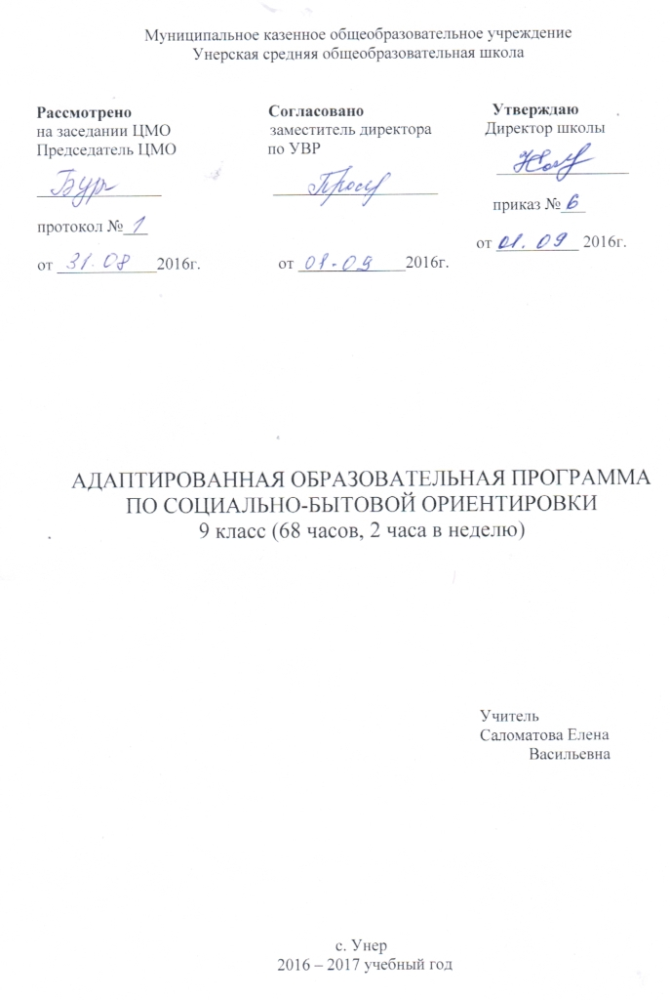 Муниципальное казенное общеобразовательное учреждение
Унерская средняя общеобразовательная школа
Рассмотрено
на заседании ЦМО
Председатель ЦМО
протокол № 1
от 31.08 2016г.
Согласовано
заместитель директора
по УВР
от 01.09 2016г.
Утверждаю
Директор школы
приказ № 6
от 01.09 2016г.
АДАПТИРОВАННАЯ ОБРАЗОВАТЕЛЬНАЯ ПРОГРАММА
ПО СОЦИАЛЬНО-БЫТОВОЙ ОРИЕНТИРОВКИ
9 класс (68 часов, 2 часа в неделю)
Учитель
Саломатова Елена
Васильевна
с. Унер
2016 – 2017 учебный год